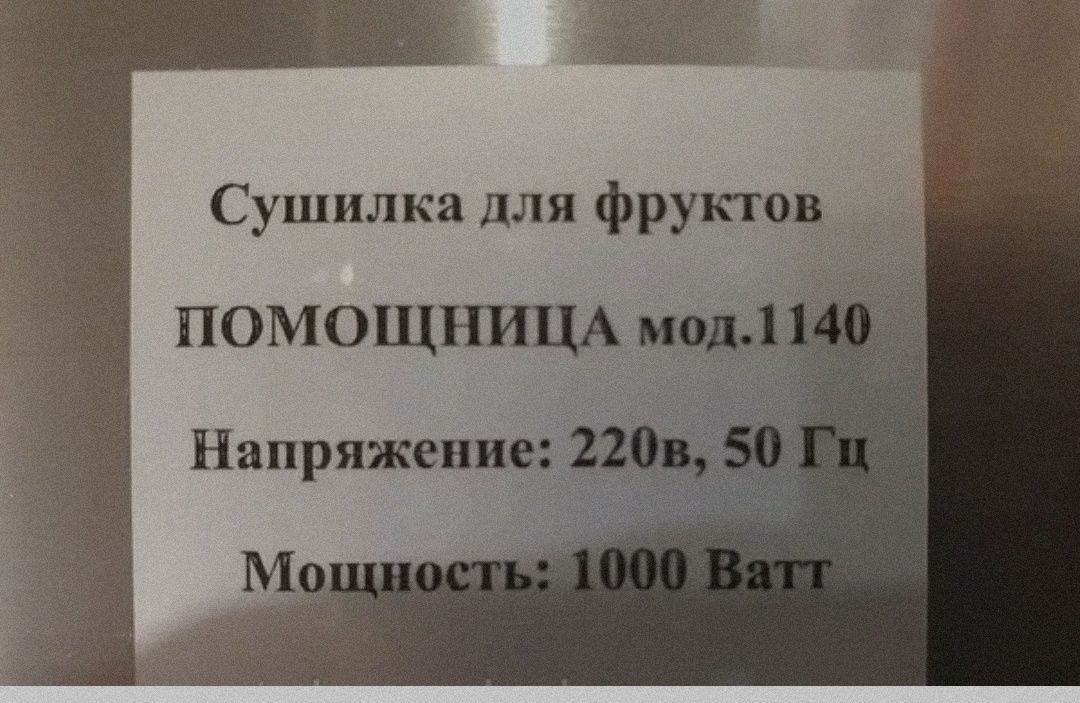 Сушилка для фруктов
ПОМОЩНИЦА мод.1140
Напряжение: 220в, 50 Гц
Мощность: 1000 Ватт